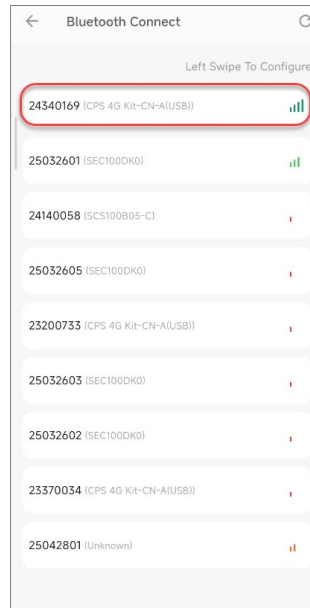 Bluetooth Connect
Left Swipe To Configure
24340169 (CPS 4G Kit-CN-A(USB))
25032601 (SEC100DK0)
24140058 (SCS100B05-C)
25032605 (SEC100DK0)
23200733 (CPS 4G Kit-CN-A(USB))
25032603 (SEC100DK0)
25032602 (SEC100DK0)
23370034 (CPS 4G Kit-CN-A(USB))
25042801 (Unknown)